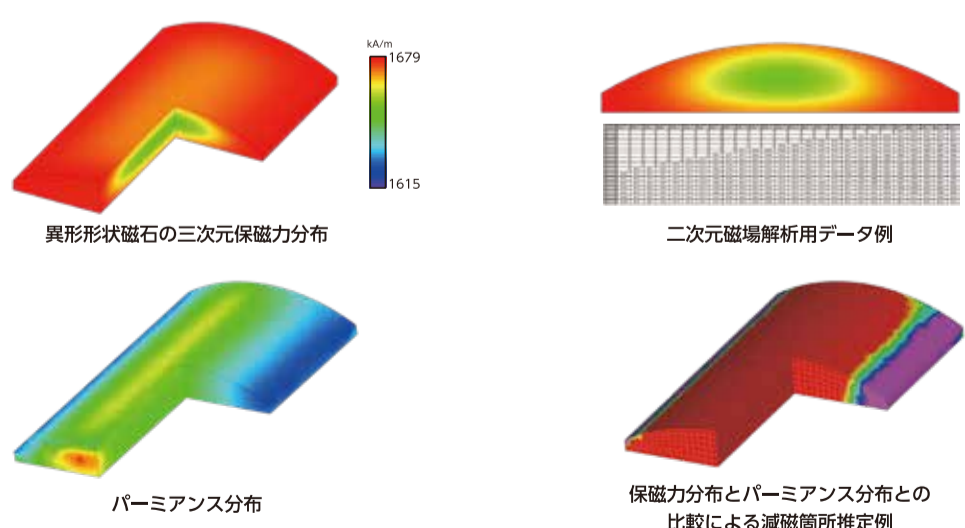 kA/m
1679
1615
異形形状磁石の三次元保磁力分布
二次元磁場解析用データ例
パーミアンス分布
保磁力分布とパーミアンス分布との
比較による減磁箇所推定例